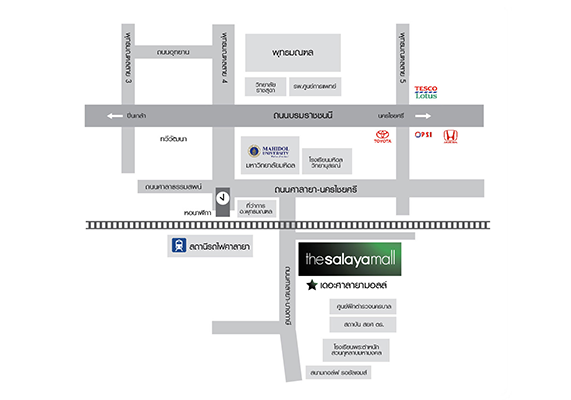 พุทธมณฑลสาย 3
ถนนอุทยาน
พุทธมณฑลสาย 4
พุทธมณฑล
วิทยาลัย
ราชสุดา
รพ.ศูนย์การแพทย์
พุทธมณฑลสาย 5
TESCO
Lotus
ปิ่นเกล้า
ถนนบรมราชชนนี
นครชัยศรี
ทวีวัฒนา
MAHIDOL
UNIVERSITY
มหาวิทยาลัยมหิดล
โรงเรียนมหิดล
วิทยานุสรณ์
TOYOTA
PSI
HONDA
ถนนศาลาธรรมสพน์
ถนนศาลายา-นครชัยศรี
หอนาฬิกา
ที่ว่าการ
อ.พุทธมณฑล
สถานีรถไฟศาลายา
thesalayamall
เดอะศาลายามอลล์
ถนนศาลายา-บางภาษี
ศูนย์ฝึกตำรวจนครบาล
สถาบัน สยศ ตร.
โรงเรียนพระตำหนัก
สวนกุหลาบมหามงคล
สนามกอล์ฟ รอยัลเจมส์